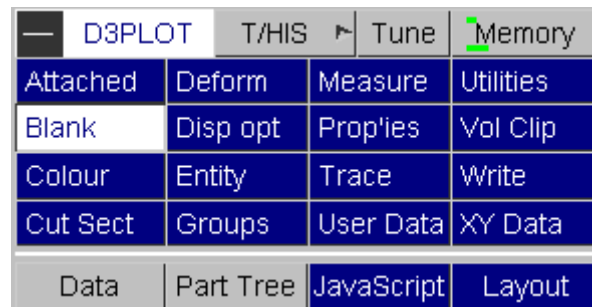 D3PLOT T/HIS Tune Memory
Attached Deform Measure Utilities
Blank Disp opt Prop'ies Vol Clip
Colour Entity Trace Write
Cut Sect Groups User Data XY Data
Data Part Tree JavaScript Layout